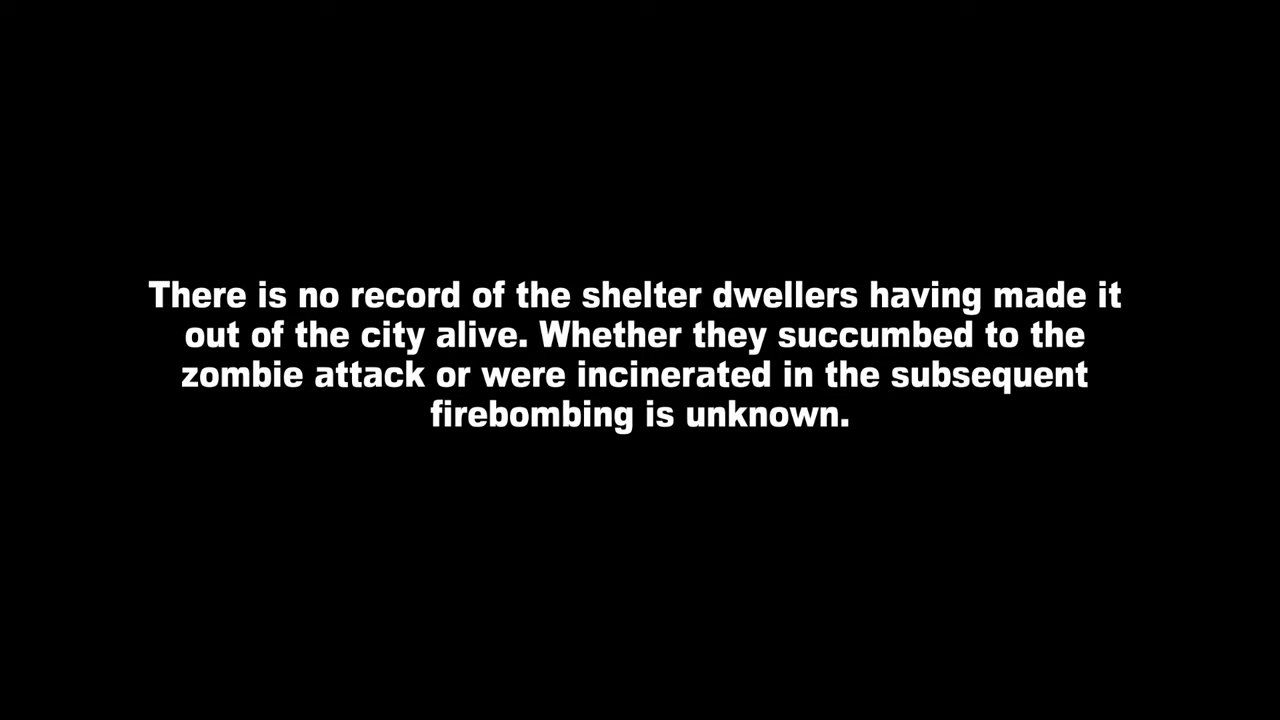 There is no record of the shelter dwellers having made it
out of the city alive. Whether they succumbed to the
zombie attack or were incinerated in the subsequent
firebombing is unknown.